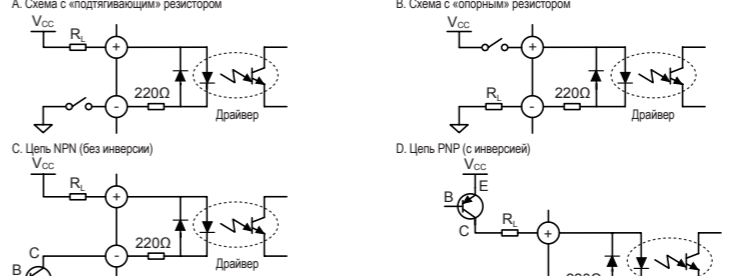 А. Схема с «подтягивающим» резистором
В. Схема с «опорным» резистором
VCC
RL
+
-
220Ω
Драйвер
VCC
+
RL
-
220Ω
Драйвер
С. Цепь NPN (без инверсии)
VCC
RL
+
C
B
-
220Ω
Драйвер
D. Цепь PNP (с инверсией)
VCC
B
E
C
RL
+